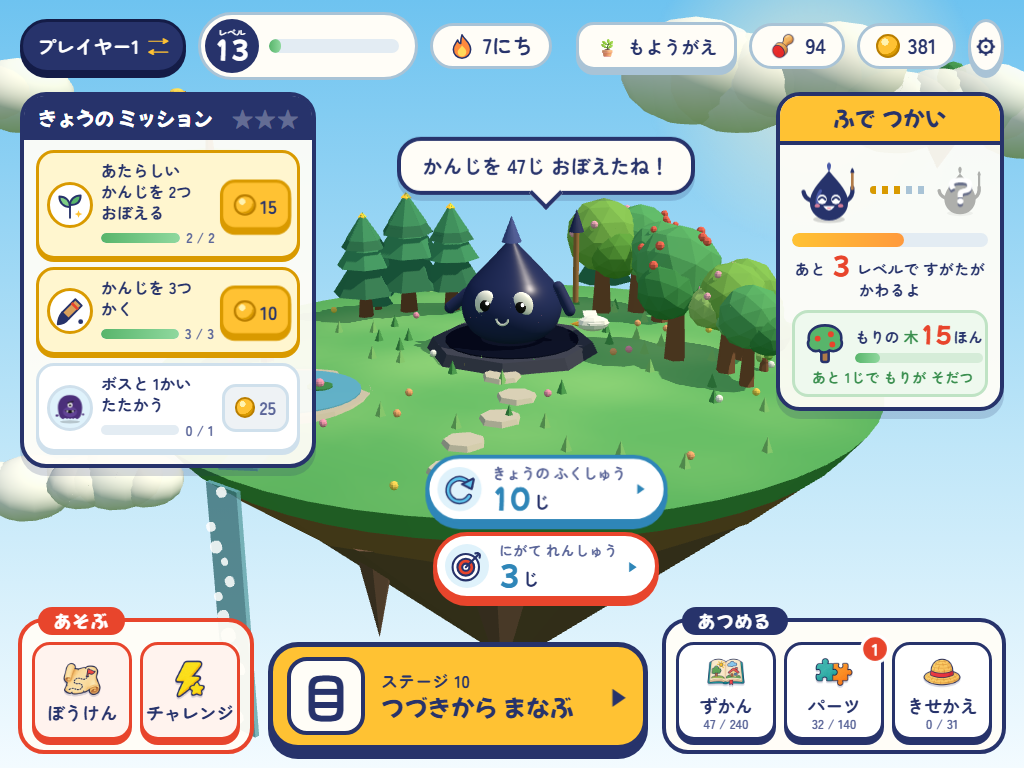 プレイヤー1
レベル
13
7にち
もようがえ
94
381
きょうの ミッション
あたらしい
かんじを 2つ
おぼえる
2 / 2
15
かんじを 3つ
かく
3 / 3
10
ボスと 1かい
たたかう
0 / 1
25
かんじを 47じ おぼえたね！
ふで つかい
?
あと 3 レベルで すがたが
かわるよ
もりの 木 15 ほん
あと 1じで もりが そだつ
きょうの ふくしゅう
10 じ
にがて れんしゅう
3 じ
あそぶ
ぼうけん
チャレンジ
ステージ 10
つづきから まなぶ
あつめる
ずかん
47 / 240
1
パーツ
32 / 140
きせかえ
0 / 31